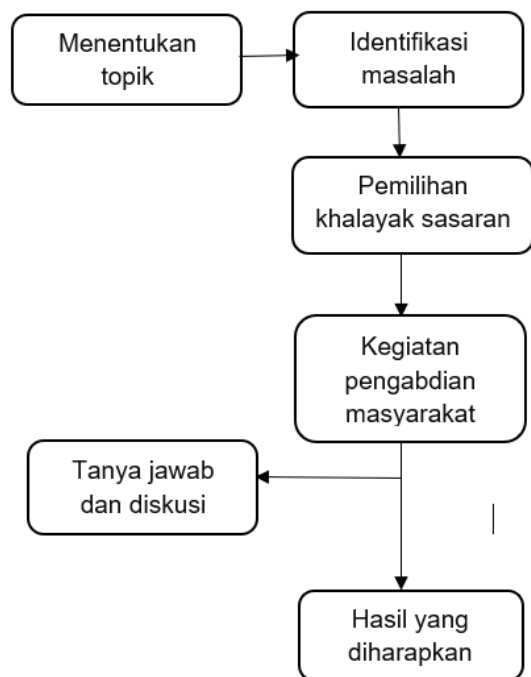 Menentukan
topik
Identifikasi
masalah
Pemilihan
khalayak sasaran
Kegiatan
pengabdian
masyarakat
Tanya jawab
dan diskusi
Hasil yang
diharapkan